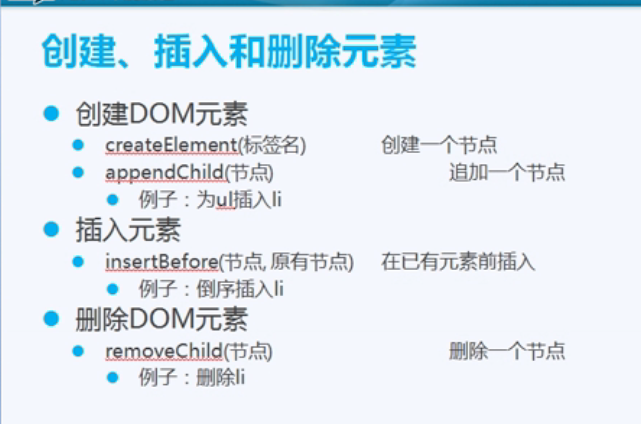 创建、插入和删除元素
创建DOM元素
createElement(标签名) 创建一个节点
appendChild(节点) 追加一个节点
例子：为ul插入li
插入元素
insertBefore(节点, 原有节点) 在已有元素前插入
例子：倒序插入li
删除DOM元素
removeChild(节点) 删除一个节点
例子：删除li